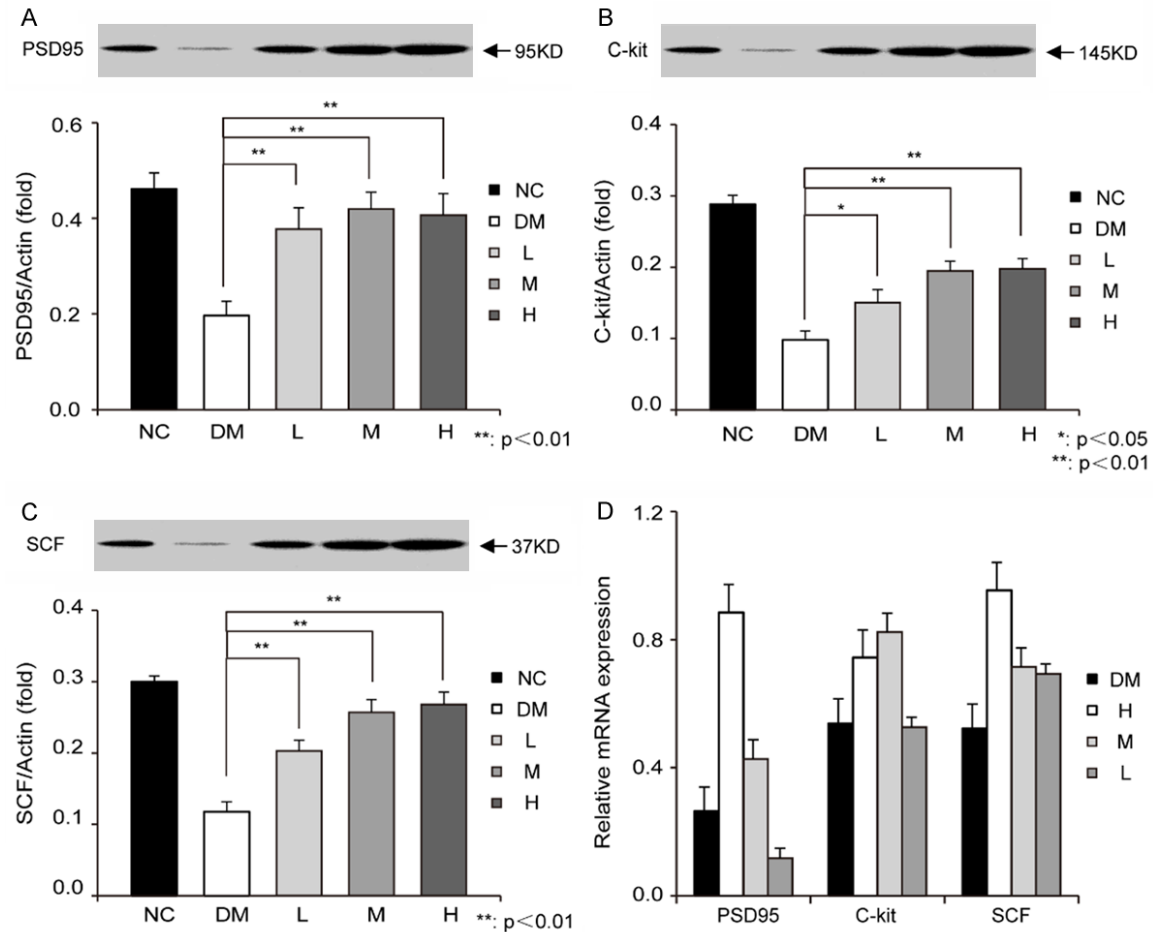 A
PSD95
95KD
**
**
**
0.6
0.4
0.2
0.0
PSD95/Actin (fold)
NC
DM
L
M
H
NC DM L M H
**: p<0.01
B
C-kit
145KD
**
**
*
0.4
0.3
0.2
0.1
0.0
C-kit/Actin (fold)
NC
DM
L
M
H
NC DM L M H
*: p<0.05
**: p<0.01
C
SCF
37KD
**
**
**
0.4
0.3
0.2
0.1
0.0
SCF/Actin (fold)
NC
DM
L
M
H
NC DM L M H
**: p<0.01
D
1.2
0.8
0.4
0.0
Relative mRNA expression
DM
H
M
L
PSD95 C-kit SCF